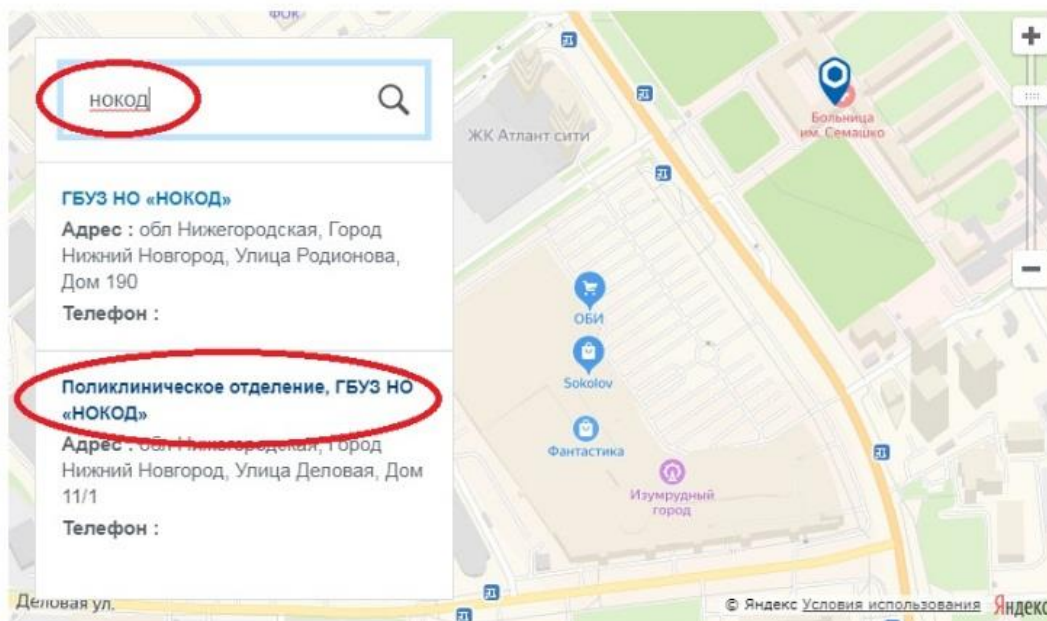 ФОК
нокод
ГБУЗ НО «НОКОД»
Адрес : обл Нижегородская, Город
Нижний Новгород, Улица Родионова,
Дом 190
Телефон :
Поликлиническое отделение, ГБУЗ НО
«НОКОД»
Адрес : обл Нижегородская, Город
Нижний Новгород, Улица Деловая, Дом
11/1
Телефон :
ЖК Атлант сити
Больница
им. Семашко
ОБИ
Sokolov
Фантастика
Изумрудный
город
Деловая ул.
© Яндекс Условия использования Яндекс